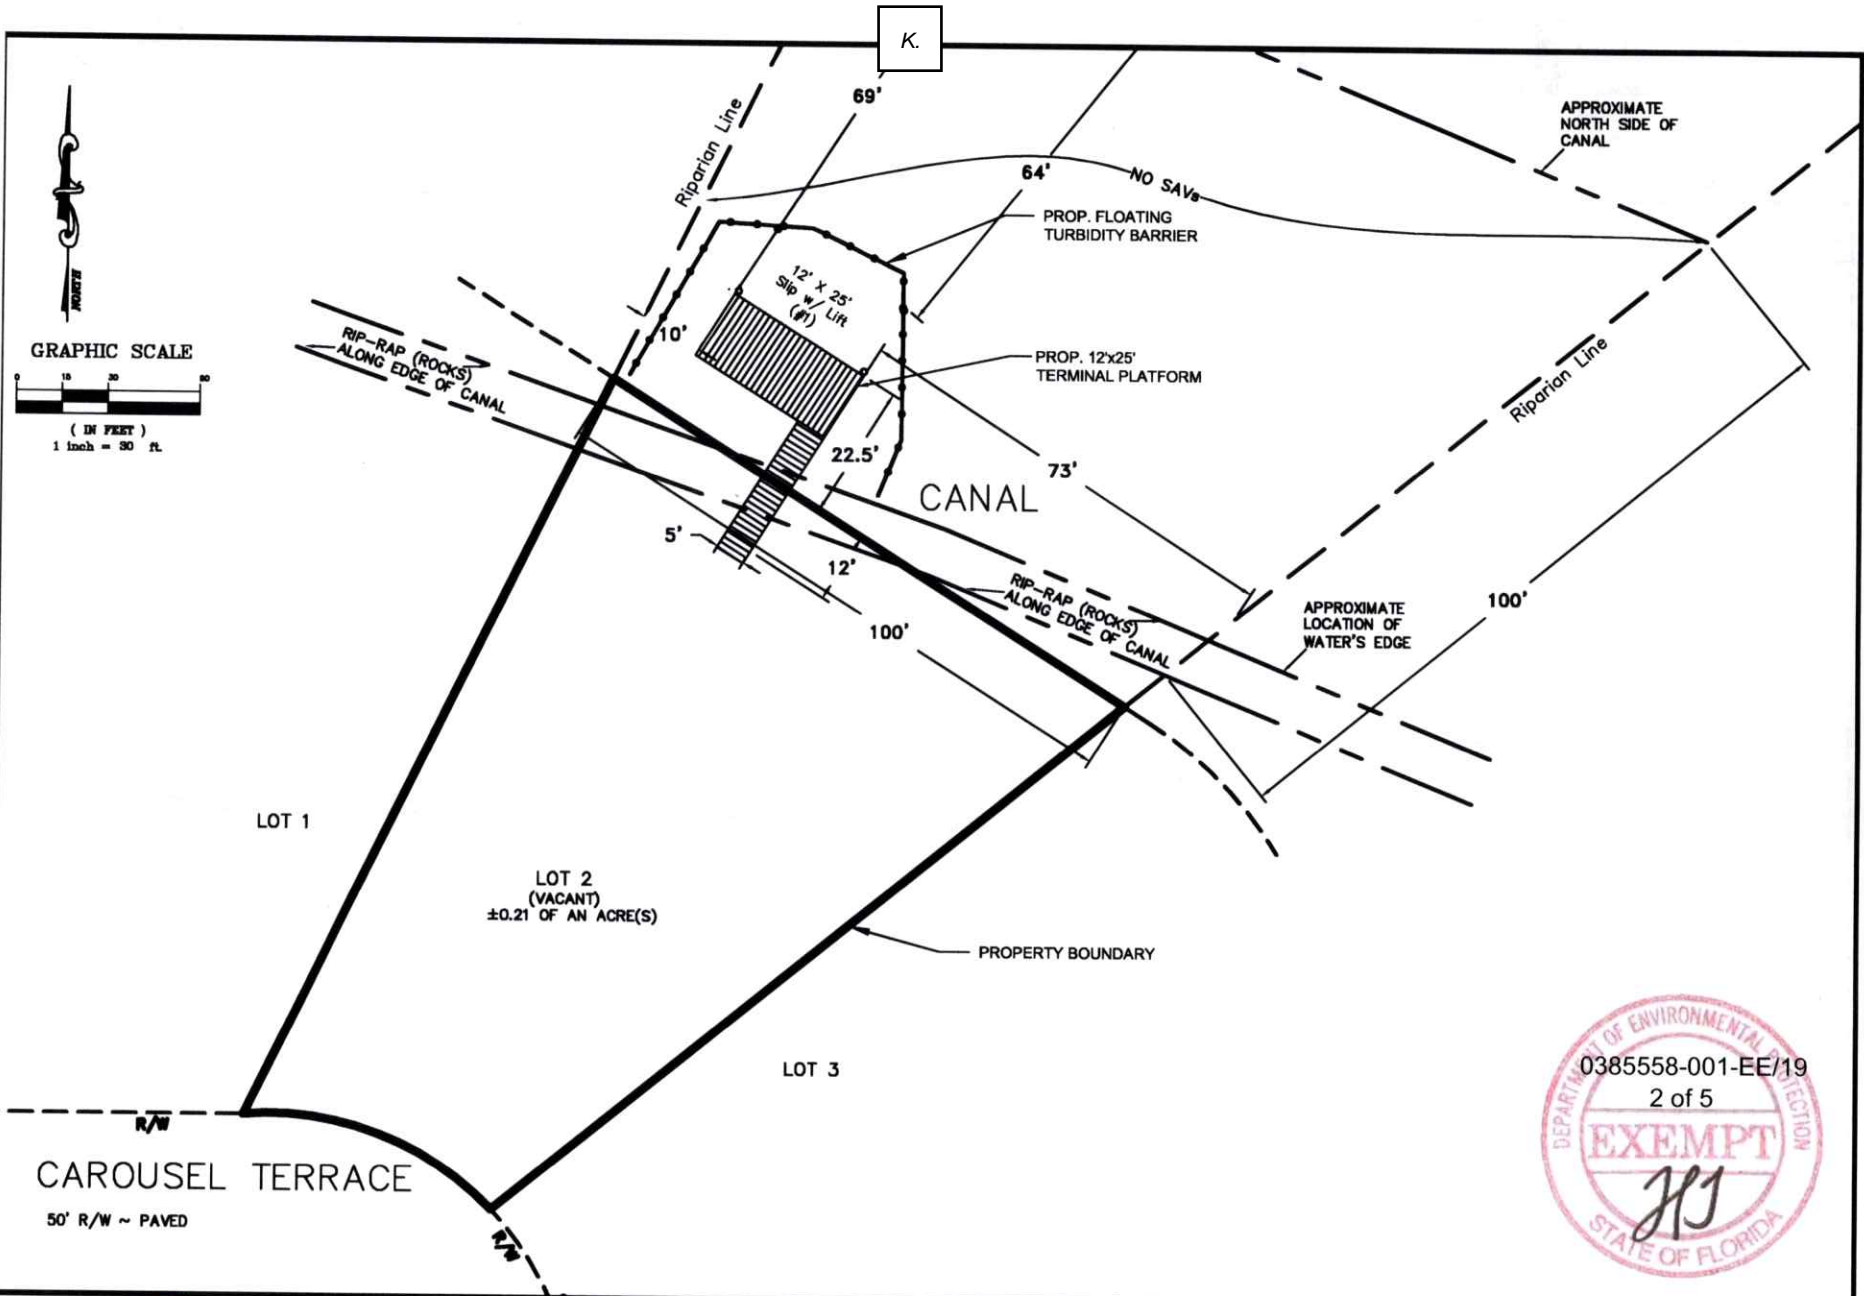 K.
69'
Riparian Line
APPROXIMATE
NORTH SIDE OF
CANAL
64'
NO SAVs
PROP. FLOATING
TURBIDITY BARRIER
NORTH
12' X 25'
Slip w/ Lift
(#1)
10'
GRAPHIC SCALE
0 15 30 60
( IN FEET )
1 inch = 30 ft.
RIP-RAP (ROCKS)
ALONG EDGE OF CANAL
PROP. 12'x25'
TERMINAL PLATFORM
Riparian Line
22.5'
73'
CANAL
5'
12'
100'
RIP-RAP (ROCKS)
ALONG EDGE OF CANAL
100'
APPROXIMATE
LOCATION OF
WATER'S EDGE
LOT 1
LOT 2
(VACANT)
±0.21 OF AN ACRE(S)
PROPERTY BOUNDARY
LOT 3
R/W
CAROUSEL TERRACE
50' R/W ~ PAVED
R/W
DEPARTMENT OF ENVIRONMENTAL PROTECTION
0385558-001-EE/19
2 of 5
EXEMPT
STATE OF FLORIDA